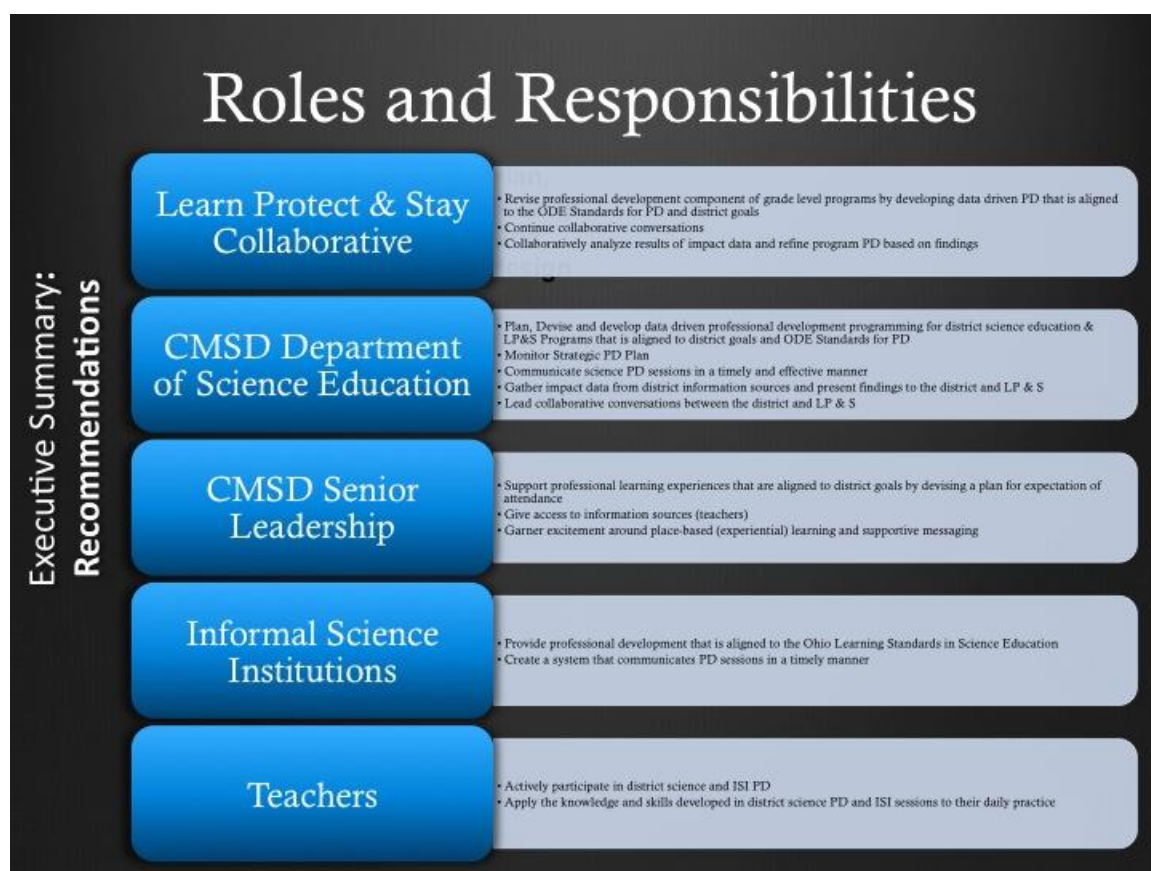 Roles and Responsibilities
Executive Summary:
Recommendations
Learn Protect & Stay
Collaborative
• Revise professional development component of grade level programs by developing data driven PD that is aligned
to the ODE Standards for PD and district goals
• Continue collaborative conversations
• Collaboratively analyze results of impact data and refine program PD based on findings
CMSD Department
of Science Education
• Plan, Devise and develop data driven professional development programming for district science education &
LP&S Programs that is aligned to district goals and ODE Standards for PD
• Monitor Strategic PD Plan
• Communicate science PD sessions in a timely and effective manner
• Gather impact data from district information sources and present findings to the district and LP & S
• Lead collaborative conversations between the district and LP & S
CMSD Senior
Leadership
• Support professional learning experiences that are aligned to district goals by devising a plan for expectation of
attendance
• Give access to information sources (teachers)
• Garner excitement around place-based (experiential) learning and supportive messaging
Informal Science
Institutions
• Provide professional development that is aligned to the Ohio Learning Standards in Science Education
• Create a system that communicates PD sessions in a timely manner
Teachers
• Actively participate in district science and ISI PD
• Apply the knowledge and skills developed in district science PD and ISI sessions to their daily practice